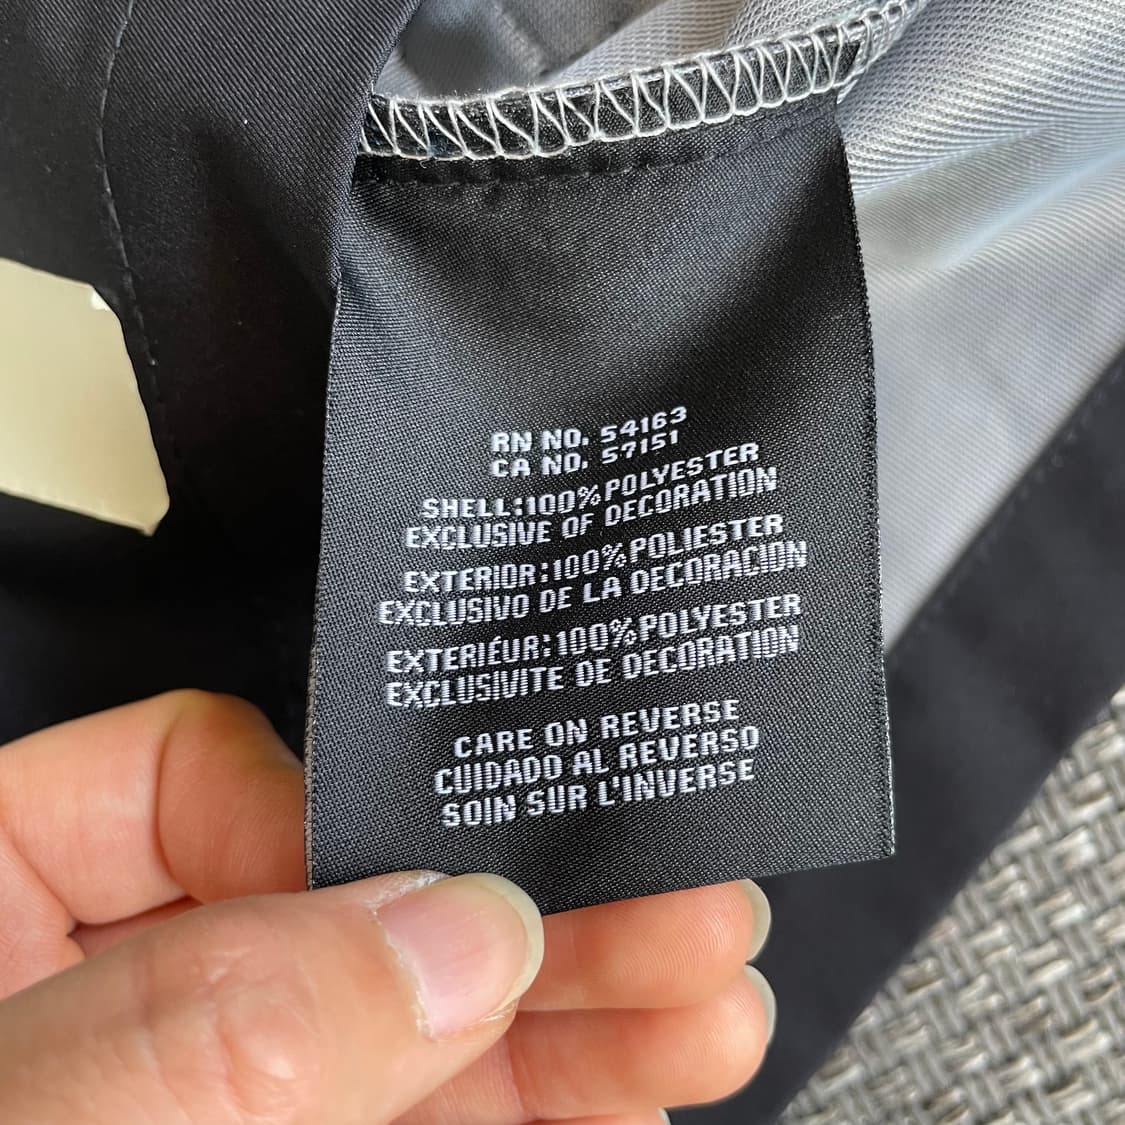 RN NO. 54163
CA NO. 57151
SHELL:100%POLYESTER
EXCLUSIVE OF DECORATION
EXTERIOR:100%POLIESTER
EXCLUSIVO DE LA DECORACION
EXTERIÉUR:100%POLYESTER
EXCLUSIVITE DE DECORATION
CARE ON REVERSE
CUIDADO AL REVERSO
SOIN SUR L'INVERSE